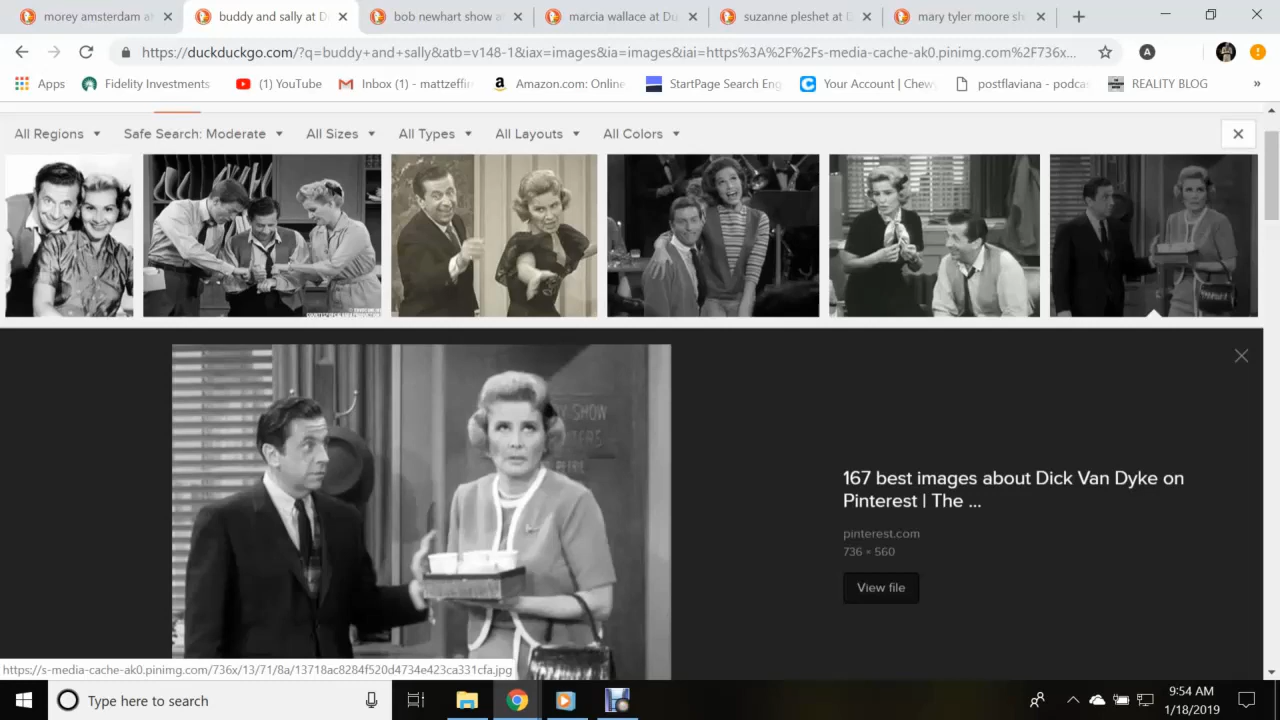 morey amsterdam a
buddy and sally at D
bob newhart show a
marcia wallace at Du
suzanne pleshet at D
mary tyler moore sh
https://duckduckgo.com/?q=buddy+and+sally&atb=v148-1&iax=images&ia=images&iai=https%3A%2F%2Fs-media-cache-ak0.pinimg.com%2F736x...
A
Apps
Fidelity Investments
(1) YouTube
Inbox (1) - mattzeffir
Amazon.com: Online
StartPage Search Eng
Your Account | Chew
postflaviana - podcas
REALITY BLOG
»
All Regions
Safe Search: Moderate
All Sizes
All Types
All Layouts
All Colors
Y SHOW
167 best images about Dick Van Dyke on
Pinterest | The ...
pinterest.com
736 × 560
View file
https://s-media-cache-ak0.pinimg.com/736x/13/71/8a/13718ac8284f520d4734e423ca331cfa.jpg
Type here to search
9:54 AM
1/18/2019